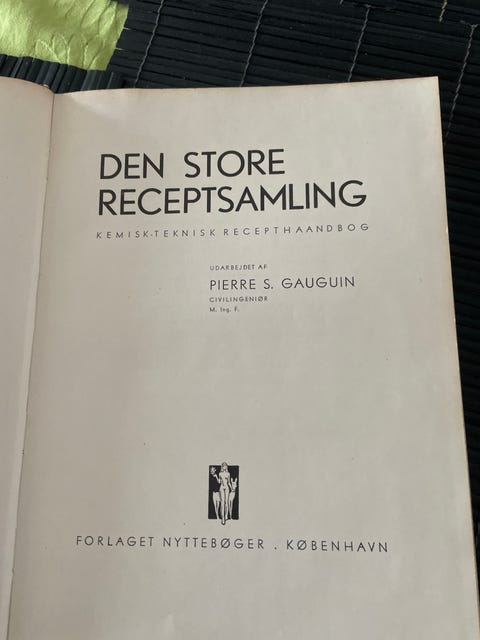 DEN STORE
RECEPTSAMLING
KEMISK-TEKNISK RECEPTHAANDBOG
UDARBEJDET AF
PIERRE S. GAUGUIN
CIVILINGENIØR
M. Ing. F.
FORLAGET NYTTEBØGER . KØBENHAVN